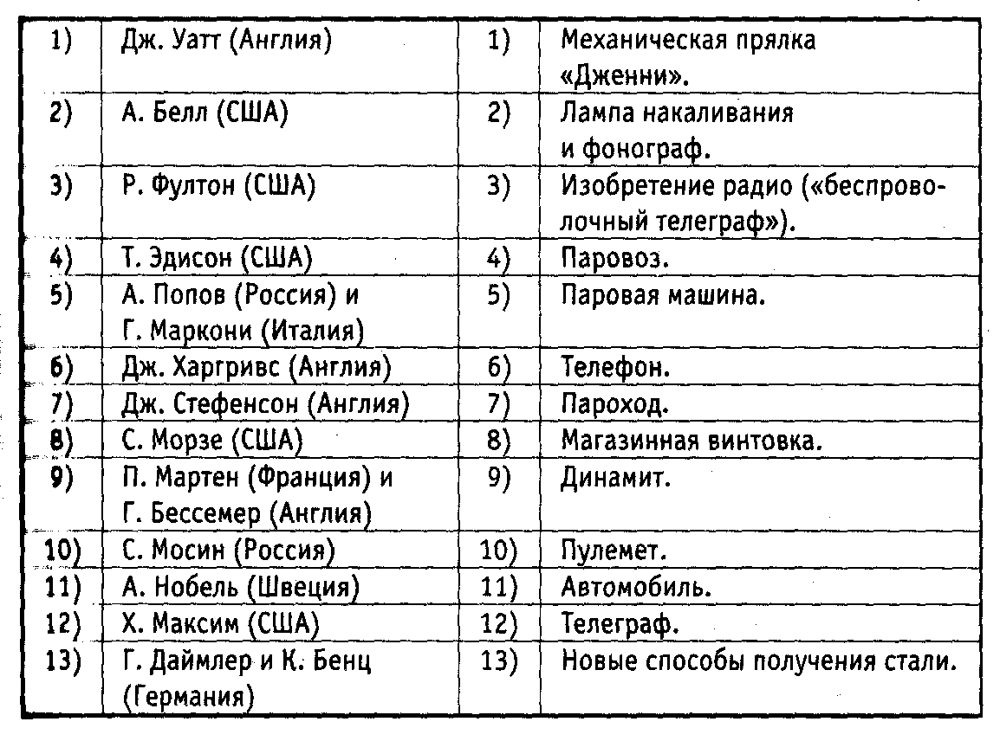 1) Дж. Уатт (Англия) 1) Механическая прялка
«Дженни».
2) А. Белл (США) 2) Лампа накаливания
и фонограф.
3) Р. Фултон (США) 3) Изобретение радио («беспрово-
лочный телеграф»).
4) Т. Эдисон (США) 4) Паровоз.
5) А. Попов (Россия) и 5) Паровая машина.
Г. Маркони (Италия)
6) Дж. Харгривс (Англия) 6) Телефон.
7) Дж. Стефенсон (Англия) 7) Пароход.
8) С. Морзе (США) 8) Магазинная винтовка.
9) П. Мартен (Франция) и 9) Динамит.
Г. Бессемер (Англия)
10) С. Мосин (Россия) 10) Пулемет.
11) А. Нобель (Швеция) 11) Автомобиль.
12) Х. Максим (США) 12) Телеграф.
13) Г. Даймлер и К. Бенц 13) Новые способы получения стали.
(Германия)